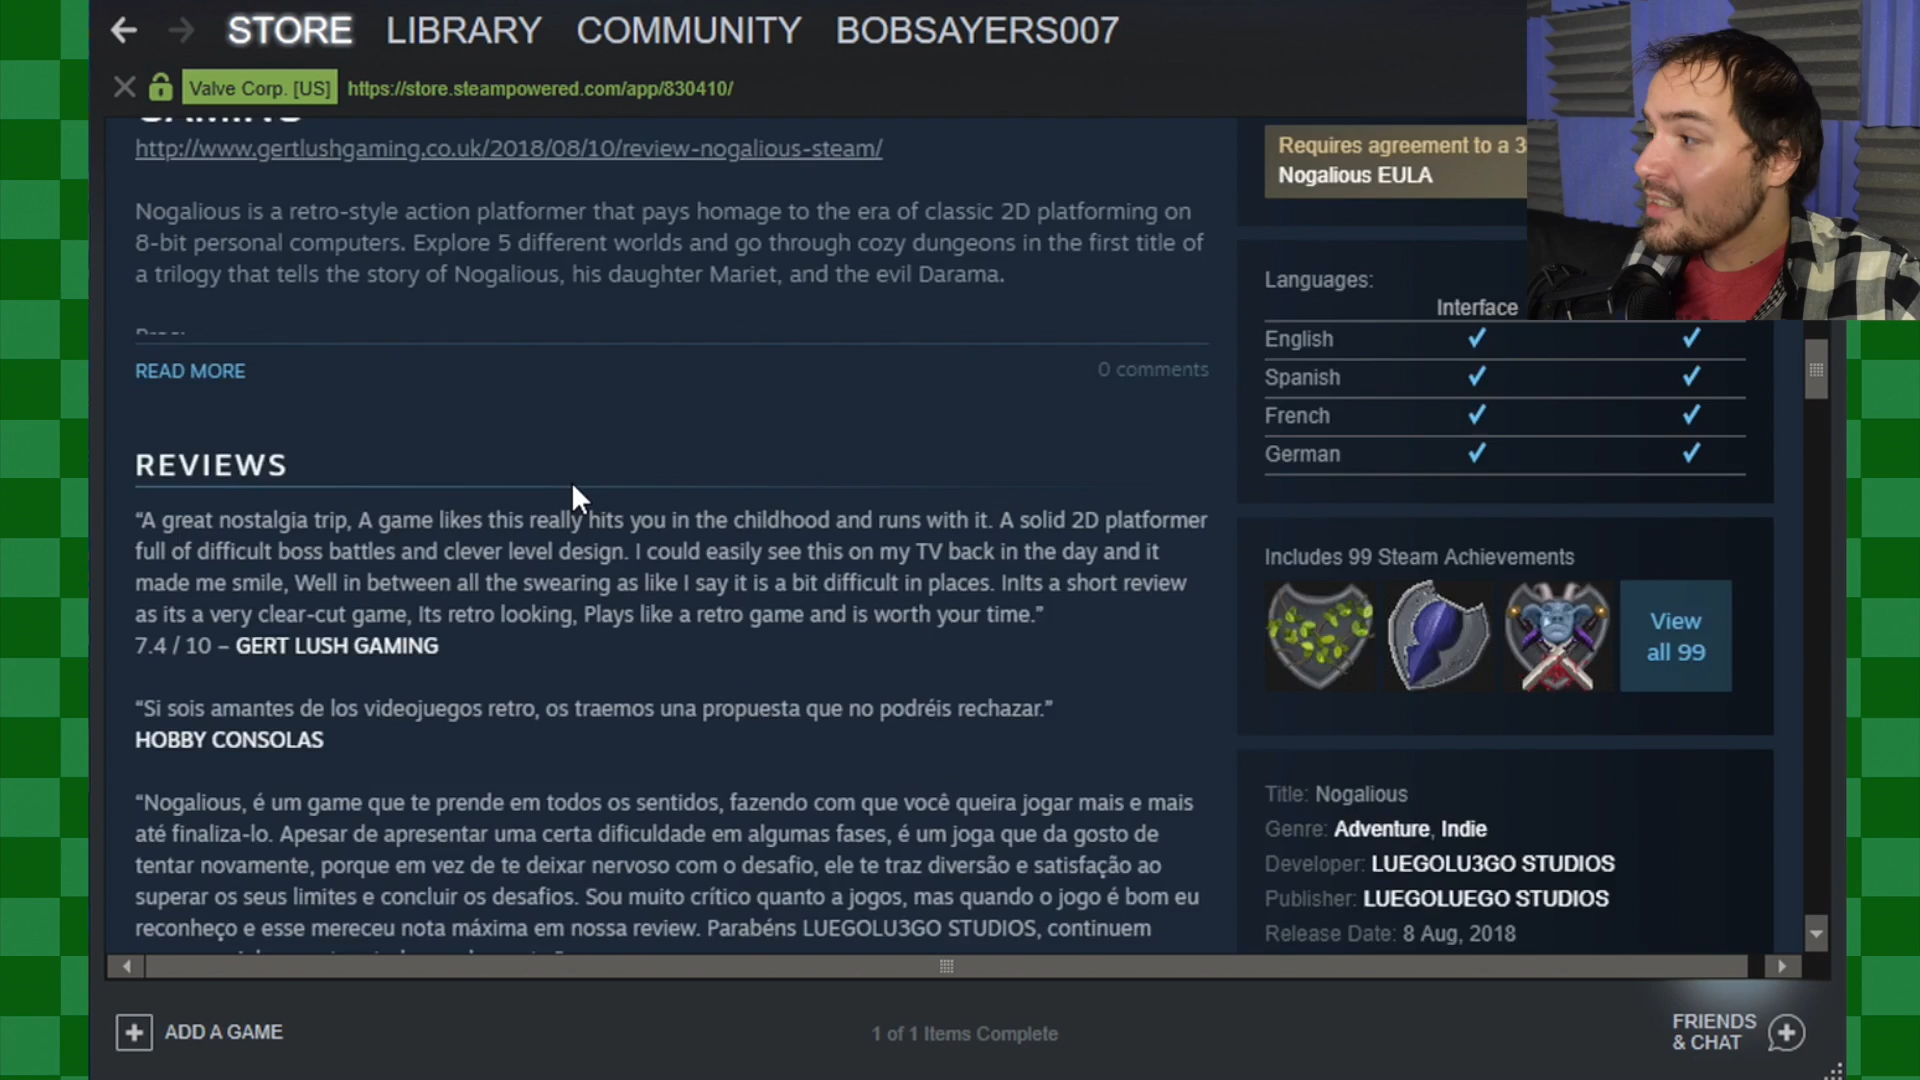 STORE LIBRARY COMMUNITY BOBSAYERS007
Valve Corp. [US] https://store.steampowered.com/app/830410/
GAMING
http://www.gertlushgaming.co.uk/2018/08/10/review-nogalious-steam/
Nogalious is a retro-style action platformer that pays homage to the era of classic 2D platforming on
8-bit personal computers. Explore 5 different worlds and go through cozy dungeons in the first title of
a trilogy that tells the story of Nogalious, his daughter Mariet, and the evil Darama.
READ MORE
0 comments
REVIEWS
“A great nostalgia trip, A game likes this really hits you in the childhood and runs with it. A solid 2D platformer
full of difficult boss battles and clever level design. I could easily see this on my TV back in the day and it
made me smile, Well in between all the swearing as like I say it is a bit difficult in places. InIts a short review
as its a very clear-cut game, Its retro looking, Plays like a retro game and is worth your time.”
7.4 / 10 – GERT LUSH GAMING
“Si sois amantes de los videojuegos retro, os traemos una propuesta que no podréis rechazar.”
HOBBY CONSOLAS
“Nogalious, é um game que te prende em todos os sentidos, fazendo com que você queira jogar mais e mais
até finaliza-lo. Apesar de apresentar uma certa dificuldade em algumas fases, é um joga que da gosto de
tentar novamente, porque em vez de te deixar nervoso com o desafio, ele te traz diversão e satisfação ao
superar os seus limites e concluir os desafios. Sou muito crítico quanto a jogos, mas quando o jogo é bom eu
reconheço e esse mereceu nota máxima em nossa review. Parabéns LUEGOLU3GO STUDIOS, continuem
Requires agreement to a 3
Nogalious EULA
Languages:
Interface
English
Spanish
French
German
Includes 99 Steam Achievements
View
all 99
Title: Nogalious
Genre: Adventure, Indie
Developer: LUEGOLU3GO STUDIOS
Publisher: LUEGOLUEGO STUDIOS
Release Date: 8 Aug, 2018
ADD A GAME
1 of 1 Items Complete
FRIENDS
& CHAT